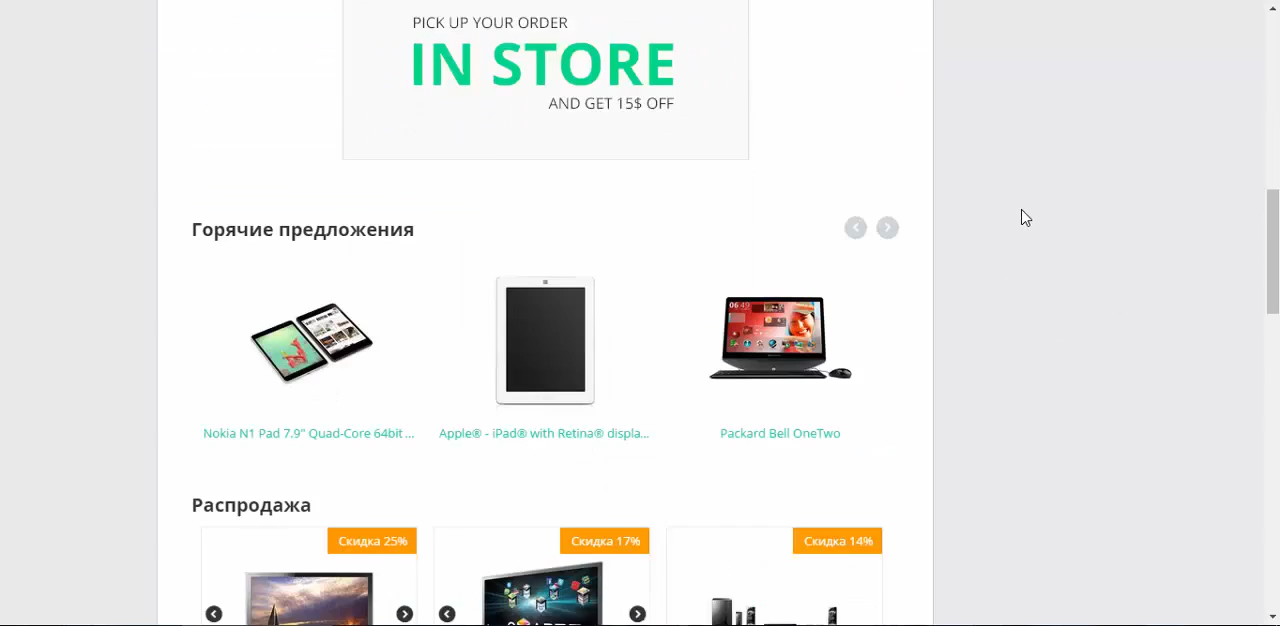 PICK UP YOUR ORDER
IN STORE
AND GET 15$ OFF
Горячие предложения
Nokia N1 Pad 7.9" Quad-Core 64bit ...
Apple® - iPad® with Retina® displa...
Packard Bell OneTwo
Распродажа
Скидка 25%
Скидка 17%
Скидка 14%